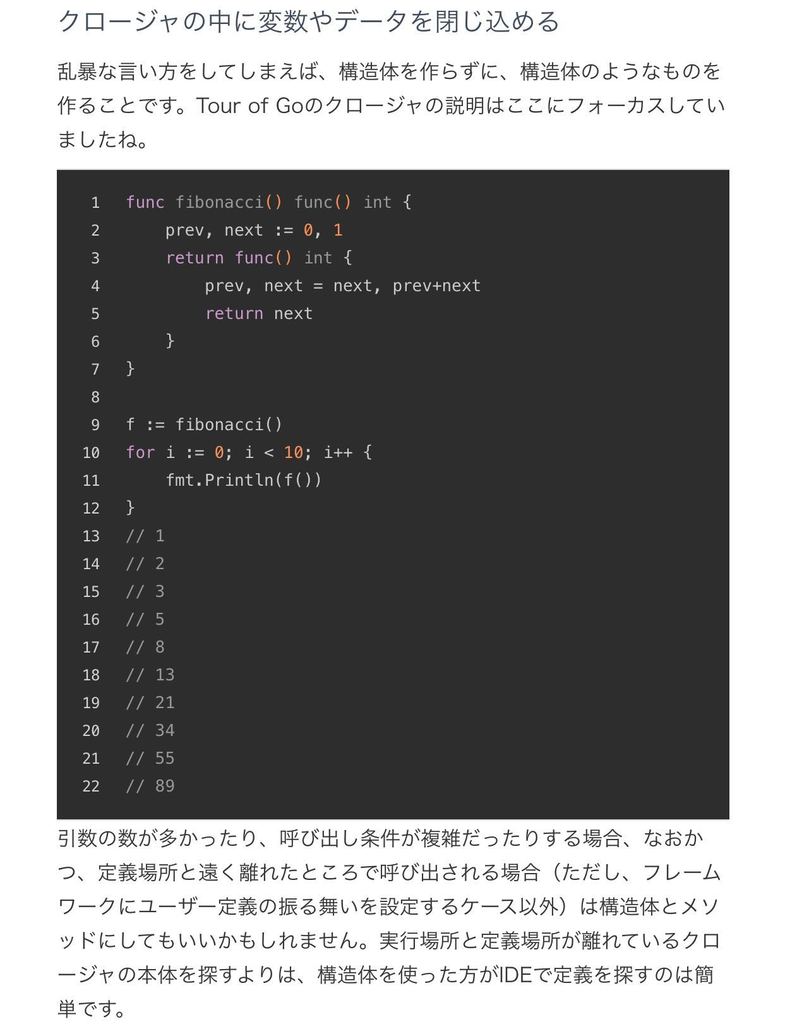 クロージャの中に変数やデータを閉じ込める
乱暴な言い方をしてしまえば、構造体を作らずに、構造体のようなものを
作ることです。Tour of Goのクロージャの説明はここにフォーカスしてい
ましたね。
1 func fibonacci() func() int {
2     prev, next := 0, 1
3     return func() int {
4         prev, next = next, prev+next
5         return next
6     }
7 }
8
9 f := fibonacci()
10 for i := 0; i < 10; i++ {
11     fmt.Println(f())
12 }
13 // 1
14 // 2
15 // 3
16 // 5
17 // 8
18 // 13
19 // 21
20 // 34
21 // 55
22 // 89
引数の数が多かったり、呼び出し条件が複雑だったりする場合、なおか
つ、定義場所と遠く離れたところで呼び出される場合（ただし、フレーム
ワークにユーザー定義の振る舞いを設定するケース以外）は構造体とメソ
ッドにしてもいいかもしれません。実行場所と定義場所が離れているクロ
ージャの本体を探すよりは、構造体を使った方がIDEで定義を探すのは簡
単です。